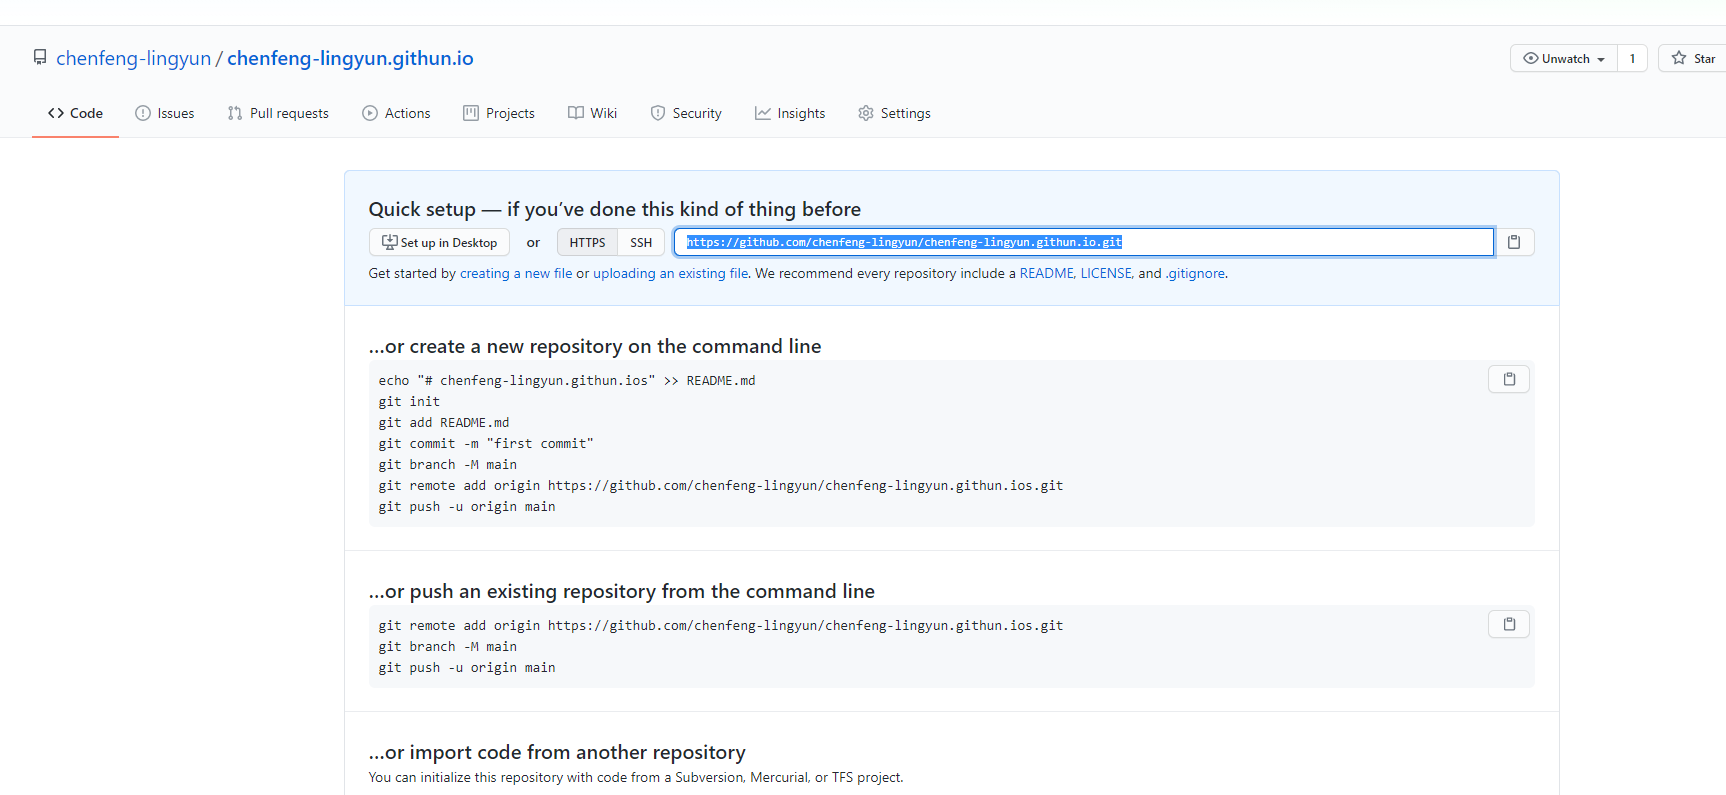 chenfeng-lingyun / chenfeng-lingyun.githun.io
Unwatch 1 Star
Code Issues Pull requests Actions Projects Wiki Security Insights Settings
Quick setup — if you’ve done this kind of thing before
Set up in Desktop or HTTPS SSH https://github.com/chenfeng-lingyun/chenfeng-lingyun.githun.io.git
Get started by creating a new file or uploading an existing file. We recommend every repository include a README, LICENSE, and .gitignore.
…or create a new repository on the command line
echo "# chenfeng-lingyun.githun.ios" >> README.md
git init
git add README.md
git commit -m "first commit"
git branch -M main
git remote add origin https://github.com/chenfeng-lingyun/chenfeng-lingyun.githun.ios.git
git push -u origin main
…or push an existing repository from the command line
git remote add origin https://github.com/chenfeng-lingyun/chenfeng-lingyun.githun.ios.git
git branch -M main
git push -u origin main
…or import code from another repository
You can initialize this repository with code from a Subversion, Mercurial, or TFS project.